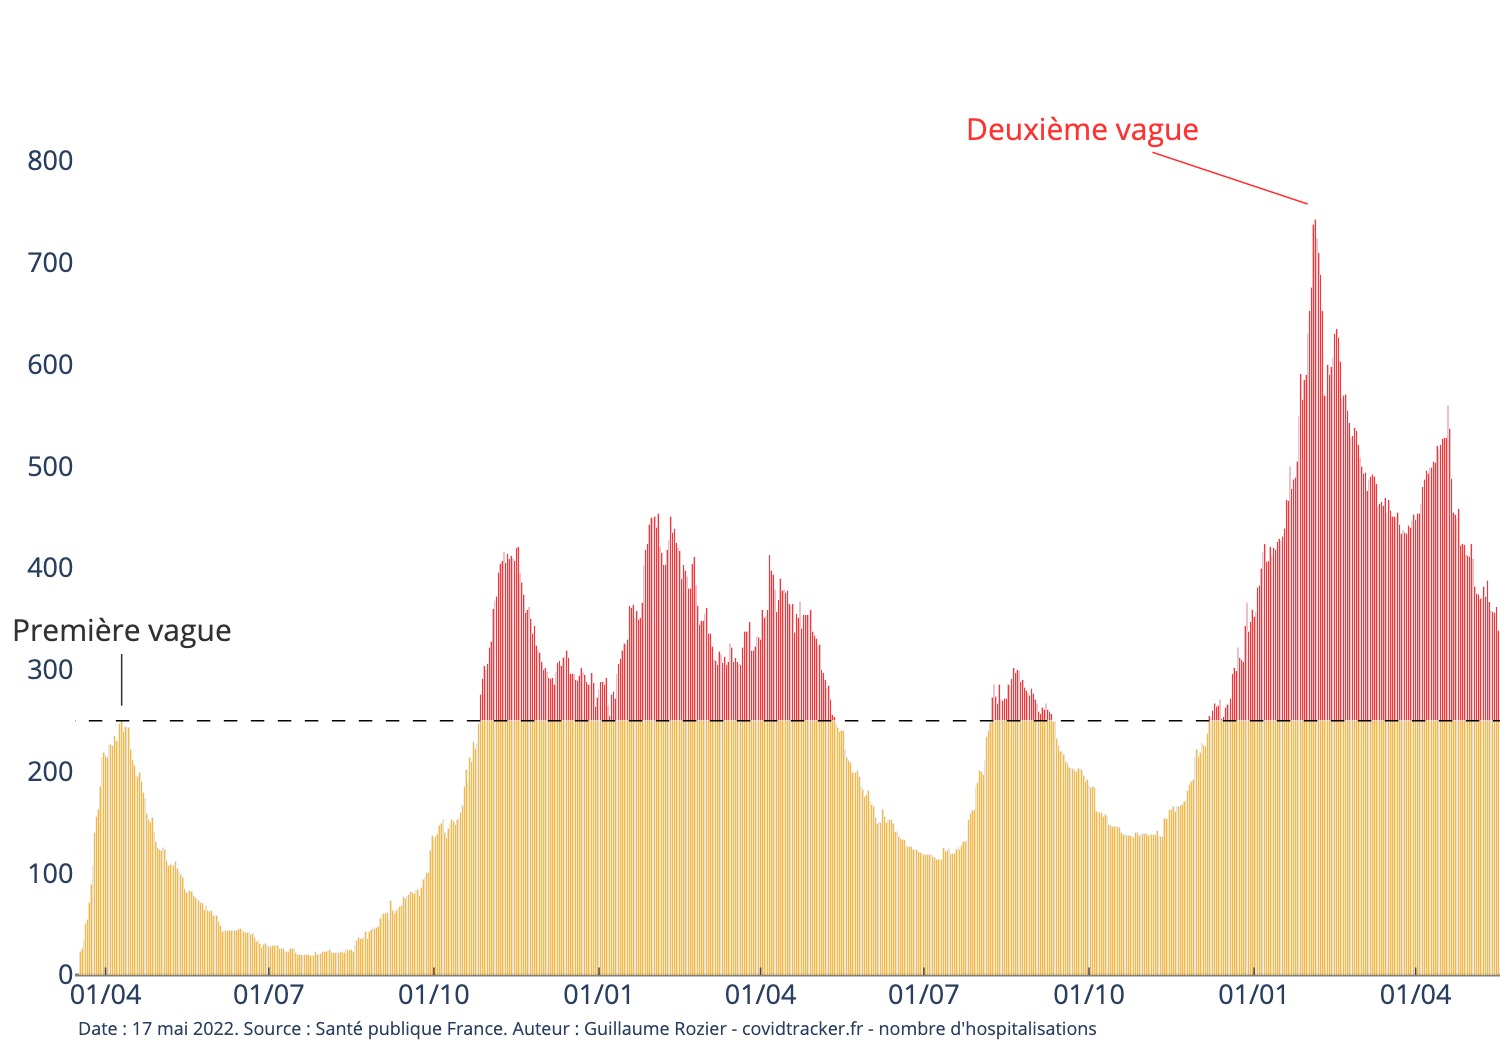 Deuxième vague
800
700
600
500
400
Première vague
300
200
100
0
01/04 01/07 01/10 01/01 01/04 01/07 01/10 01/01 01/04
Date : 17 mai 2022. Source : Santé publique France. Auteur : Guillaume Rozier - covidtracker.fr - nombre d'hospitalisations